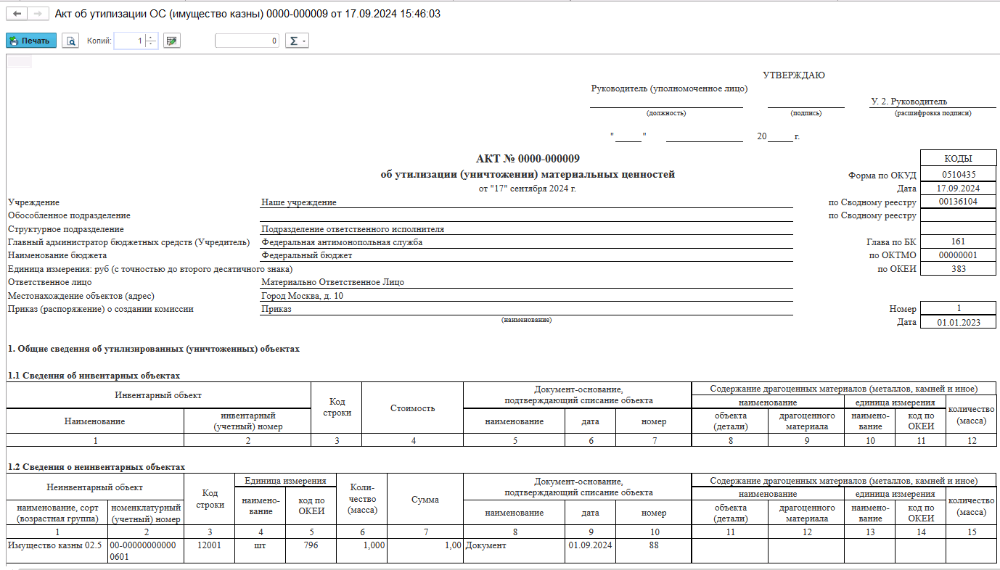 Акт об утилизации ОС (имущество казны) 0000-000009 от 17.09.2024 15:46:03
Печать Копий: 1 0 Σ
УТВЕРЖДАЮ
Руководитель (уполномоченное лицо)
У. 2. Руководитель
(должность) (подпись) (расшифровка подписи)
" " 20 г.
АКТ № 0000-000009 КОДЫ
об утилизации (уничтожении) материальных ценностей Форма по ОКУД 0510435
от "17" сентября 2024 г. Дата 17.09.2024
Учреждение Наше учреждение по Сводному реестру 00136104
Обособленное подразделение по Сводному реестру
Структурное подразделение Подразделение ответственного исполнителя
Главный администратор бюджетных средств (Учредитель) Федеральная антимонопольная служба Глава по БК 161
Наименование бюджета Федеральный бюджет по ОКТМО 00000001
Единица измерения: руб (с точностью до второго десятичного знака) по ОКЕИ 383
Ответственное лицо Материально Ответственное Лицо
Местонахождение объектов (адрес) Город Москва, д. 10
Приказ (распоряжение) о создании комиссии Приказ Номер 1
(наименование) Дата 01.01.2023
1. Общие сведения об утилизированных (уничтоженных) объектах
1.1 Сведения об инвентарных объектах
Инвентарный объект
Код
строки
Стоимость
Документ-основание,
подтверждающий списание объекта
Содержание драгоценных материалов (металлов, камней и иное)
наименование единица измерения
количество
(масса)
Наименование
инвентарный
(учетный) номер
наименование дата номер
объекта
(детали)
драгоценного
материала
наимено-
вание
код по
ОКЕИ
1 2 3 4 5 6 7 8 9 10 11 12
1.2 Сведения о неинвентарных объектах
Неинвентарный объект
Код
строки
Единица измерения
Коли-
чество
(масса)
Сумма
Документ-основание,
подтверждающий списание объекта
Содержание драгоценных материалов (металлов, камней и иное)
наименование единица измерения
количество
(масса)
наименование, сорт
(возрастная группа)
номенклатурный
(учетный) номер
наимено-
вание
код по
ОКЕИ
наименование дата номер
объекта
(детали)
драгоценного
материала
наимено-
вание
код по
ОКЕИ
1 2 3 4 5 6 7 8 9 10 11 12 13 14 15
Имущество казны 02.5 00-00000000000 12001 шт 796 1,000 1,00 Документ 01.09.2024 88
0601